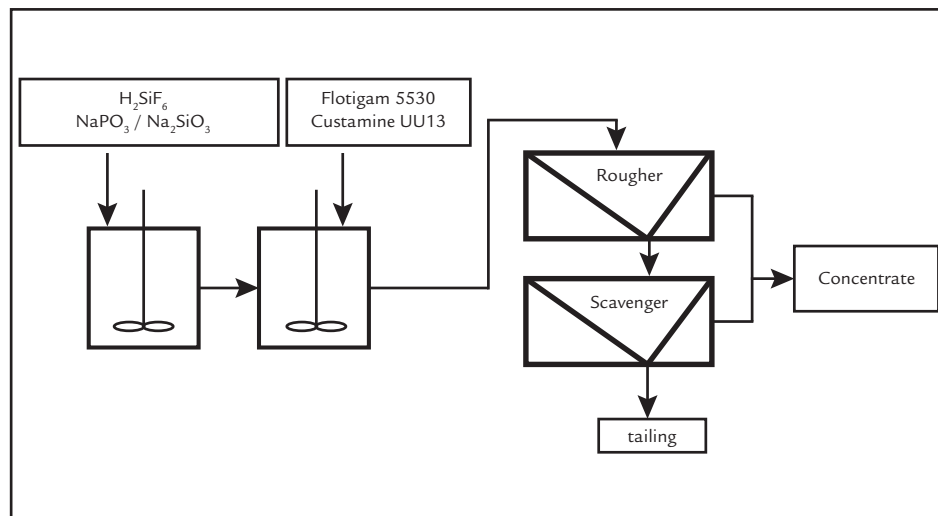 H₂SiF₆
NaPO₃ / Na₂SiO₃
Flotigam 5530
Custamine UU13
Rougher
Scavenger
Concentrate
tailing